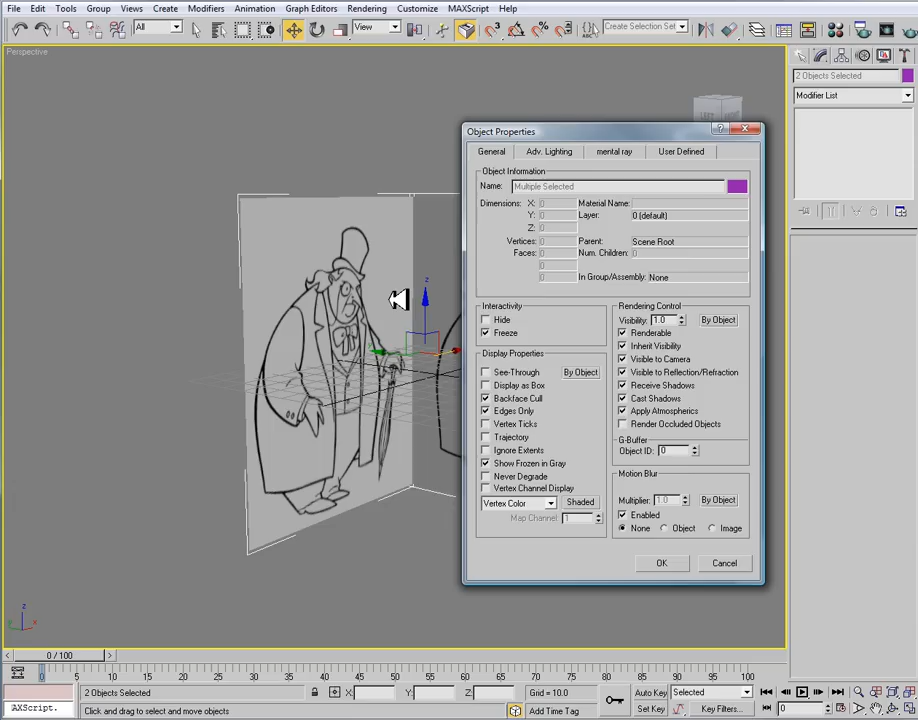 File Edit Tools Group Views Create Modifiers Animation Graph Editors Rendering Customize MAXScript Help
All View Create Selection Set
Perspective
2 Objects Selected
Modifier List
Object Properties
General Adv. Lighting mental ray User Defined
Object Information
Name: Multiple Selected
Dimensions: X: 0 Material Name:
Y: 0 Layer: 0 (default)
Z: 0
Vertices: 0 Parent: Scene Root
Faces: 0 Num. Children: 0
0
0 In Group/Assembly: None
Interactivity
Hide
Freeze
Display Properties
See-Through By Object
Display as Box
Backface Cull
Edges Only
Vertex Ticks
Trajectory
Ignore Extents
Show Frozen in Gray
Never Degrade
Vertex Channel Display
Vertex Color Shaded
Map Channel: 1
Rendering Control
Visibility: 1.0 By Object
Renderable
Inherit Visibility
Visible to Camera
Visible to Reflection/Refraction
Receive Shadows
Cast Shadows
Apply Atmospherics
Render Occluded Objects
G-Buffer
Object ID: 0
Motion Blur
Multiplier: 1.0 By Object
Enabled
None Object Image
OK Cancel
z
z
x
0 / 100
0 5 10 15 20 25 30 35 40 45 50 55 60 65 70 75 80 85 90 95 100
2 Objects Selected X: Y: Z: Grid = 10.0 Auto Key Selected
AXScript. Click and drag to select and move objects Add Time Tag Set Key Key Filters... 0